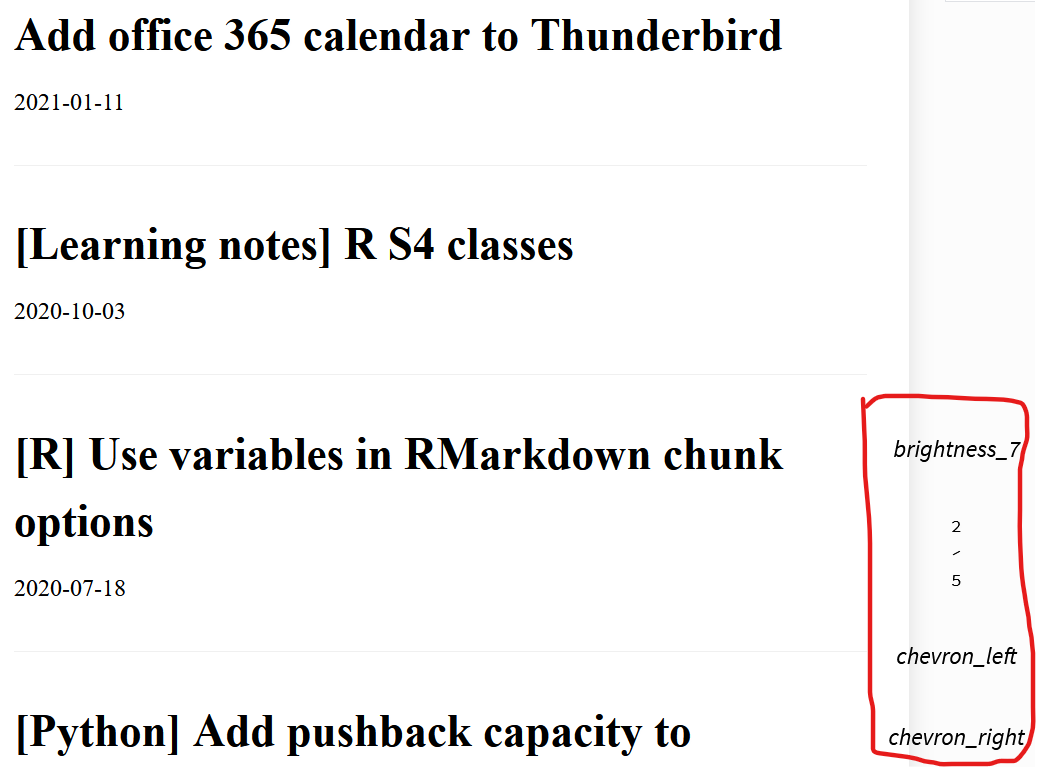 Add office 365 calendar to Thunderbird
2021-01-11
[Learning notes] R S4 classes
2020-10-03
[R] Use variables in RMarkdown chunk
options
2020-07-18
[Python] Add pushback capacity to
brightness_7
2
/
5
chevron_left
chevron_right